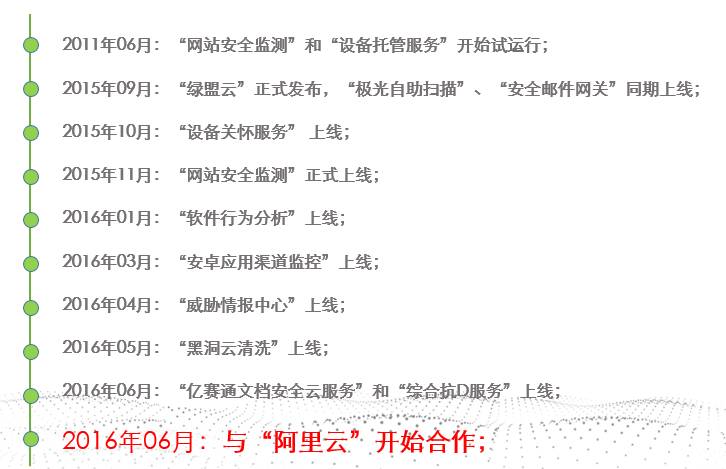 2011年06月：“网站安全监测”和“设备托管服务”开始试运行；
2015年09月：“绿盟云”正式发布，“极光自助扫描”、“安全邮件网关”同期上线；
2015年10月：“设备关怀服务” 上线；
2015年11月：“网站安全监测”正式上线；
2016年01月：“软件行为分析”上线；
2016年03月：“安卓应用渠道监控”上线；
2016年04月：“威胁情报中心”上线；
2016年05月：“黑洞云清洗”上线；
2016年06月：“亿赛通文档安全云服务”和“综合抗D服务”上线；
2016年06月：与“阿里云”开始合作；